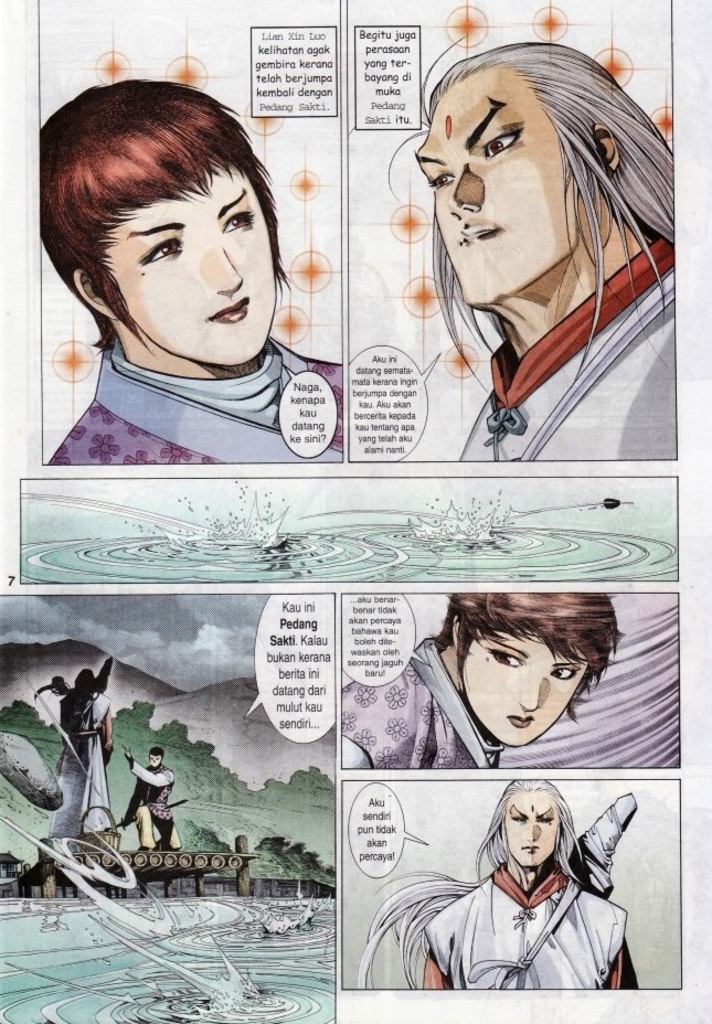 Lian Xin Luo
kelihatan agak
gembira kerana
telah berjumpa
kembali dengan
Pedang Sakti.
Begitu juga
perasaan
yang ter-
bayang di
muka
Pedang
Sakti itu.
Naga,
kenapa
kau
datang
ke sini?
Aku ini
datang semata-
mata kerana ingin
berjumpa dengan
kau. Aku akan
bercerita kepada
kau tentang apa
yang telah aku
alami nanti.
7
Kau ini
Pedang
Sakti. Kalau
bukan kerana
berita ini
datang dari
mulut kau
sendiri...
...aku benar-
benar tidak
akan percaya
bahawa kau
boleh dite-
waskan oleh
seorang jaguh
baru!
Aku
sendiri
pun tidak
akan
percaya!